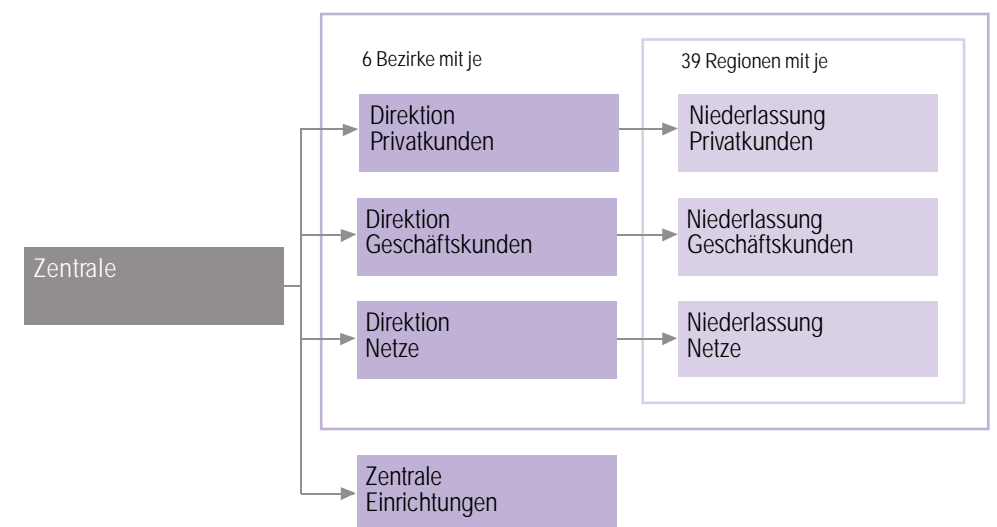 6 Bezirke mit je
39 Regionen mit je
Direktion
Privatkunden
Niederlassung
Privatkunden
Direktion
Geschäftskunden
Niederlassung
Geschäftskunden
Zentrale
Direktion
Netze
Niederlassung
Netze
Zentrale
Einrichtungen